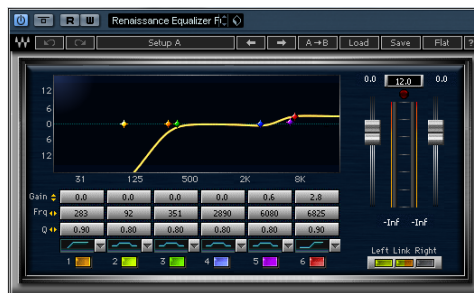 R W Renaissance Equalizer F
Setup A A→B Load Save Flat ?
0.0 12.0 0.0
12
6
0
6
12
31 125 500 2K 8K
Gain 0.0 0.0 0.0 0.0 0.6 2.8
Frq 283 92 351 2890 6080 6825
Q 0.90 0.80 0.80 0.80 0.80 0.90
-Inf -Inf
Left Link Right
1 2 3 4 5 6